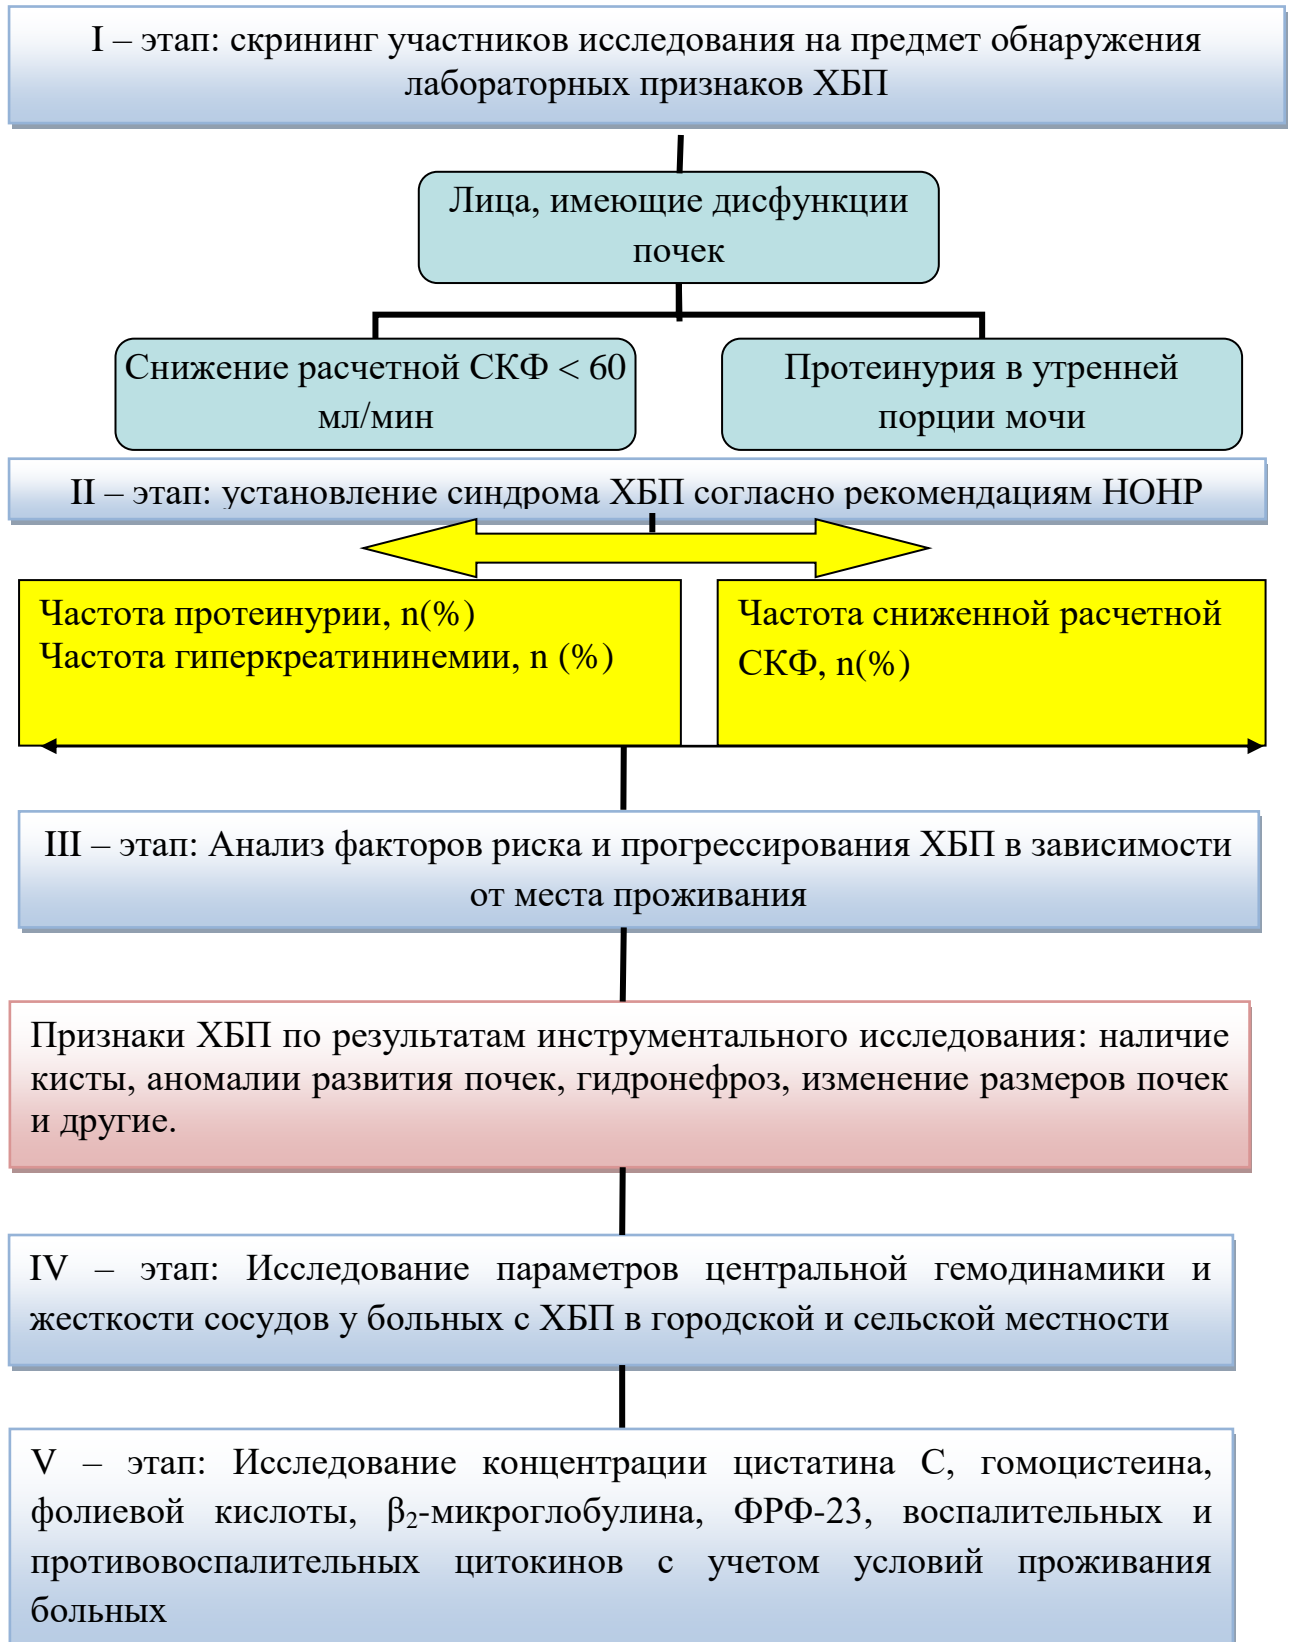 I – этап: скрининг участников исследования на предмет обнаружения
лабораторных признаков ХБП
Лица, имеющие дисфункции
почек
Снижение расчетной СКФ < 60
мл/мин
Протеинурия в утренней
порции мочи
II – этап: установление синдрома ХБП согласно рекомендациям НОНР
Частота протеинурии, n(%)
Частота гиперкреатининемии, n (%)
Частота сниженной расчетной
СКФ, n(%)
III – этап: Анализ факторов риска и прогрессирования ХБП в зависимости
от места проживания
Признаки ХБП по результатам инструментального исследования: наличие
кисты, аномалии развития почек, гидронефроз, изменение размеров почек
и другие.
IV – этап: Исследование параметров центральной гемодинамики и
жесткости сосудов у больных с ХБП в городской и сельской местности
V – этап: Исследование концентрации цистатина С, гомоцистеина,
фолиевой кислоты, β₂-микроглобулина, ФРФ-23, воспалительных и
противовоспалительных цитокинов с учетом условий проживания
больных